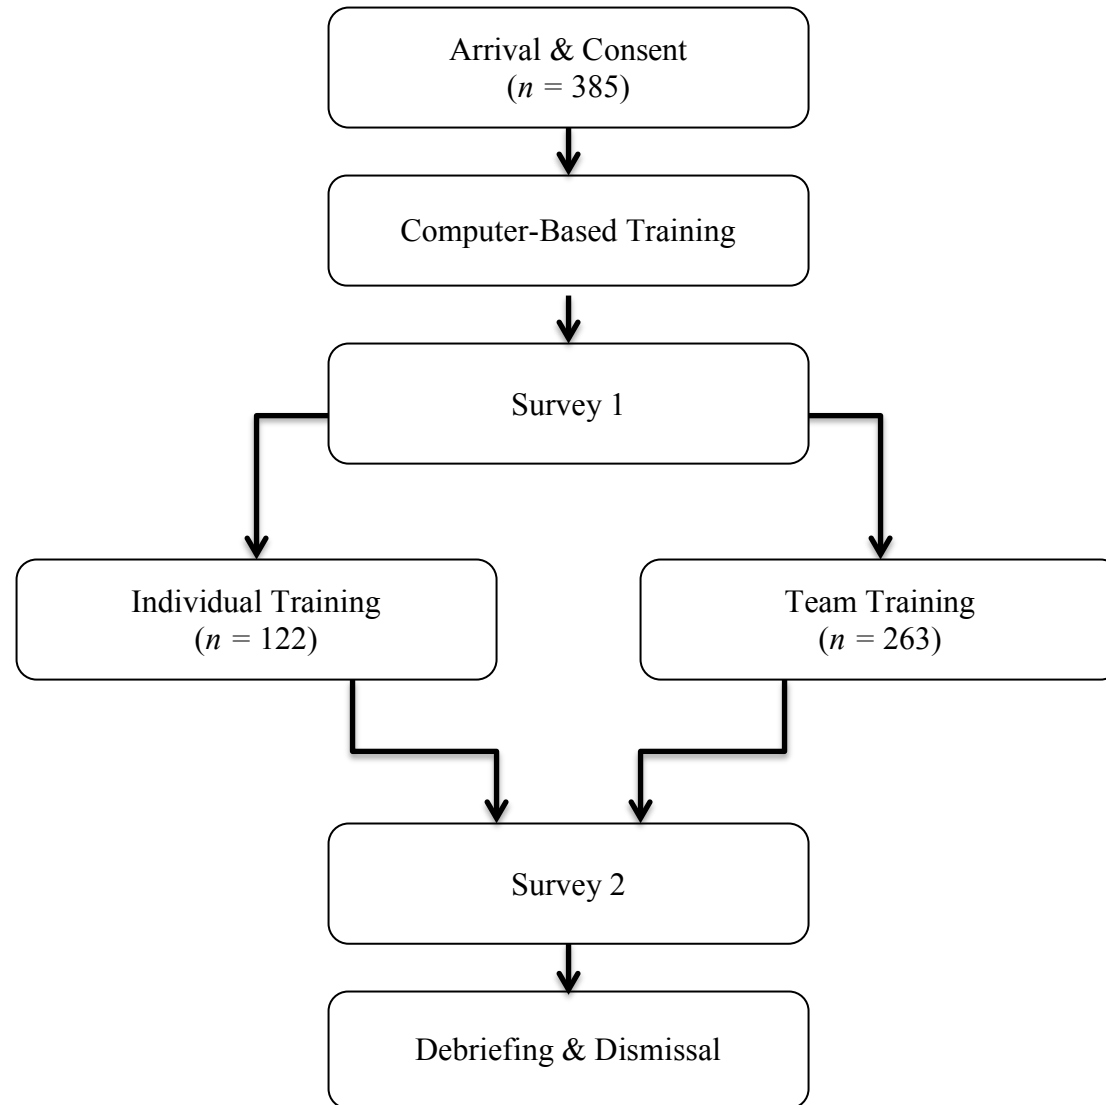 Arrival & Consent
(n = 385)
Computer-Based Training
Survey 1
Individual Training
(n = 122)
Team Training
(n = 263)
Survey 2
Debriefing & Dismissal